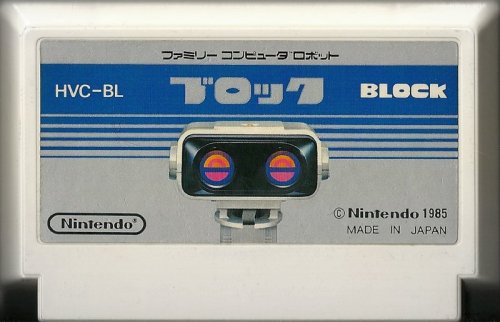 ファミリー コンピュータ ロボット
HVC-BL ブロック BLOCK
Nintendo®
© Nintendo 1985
MADE IN JAPAN